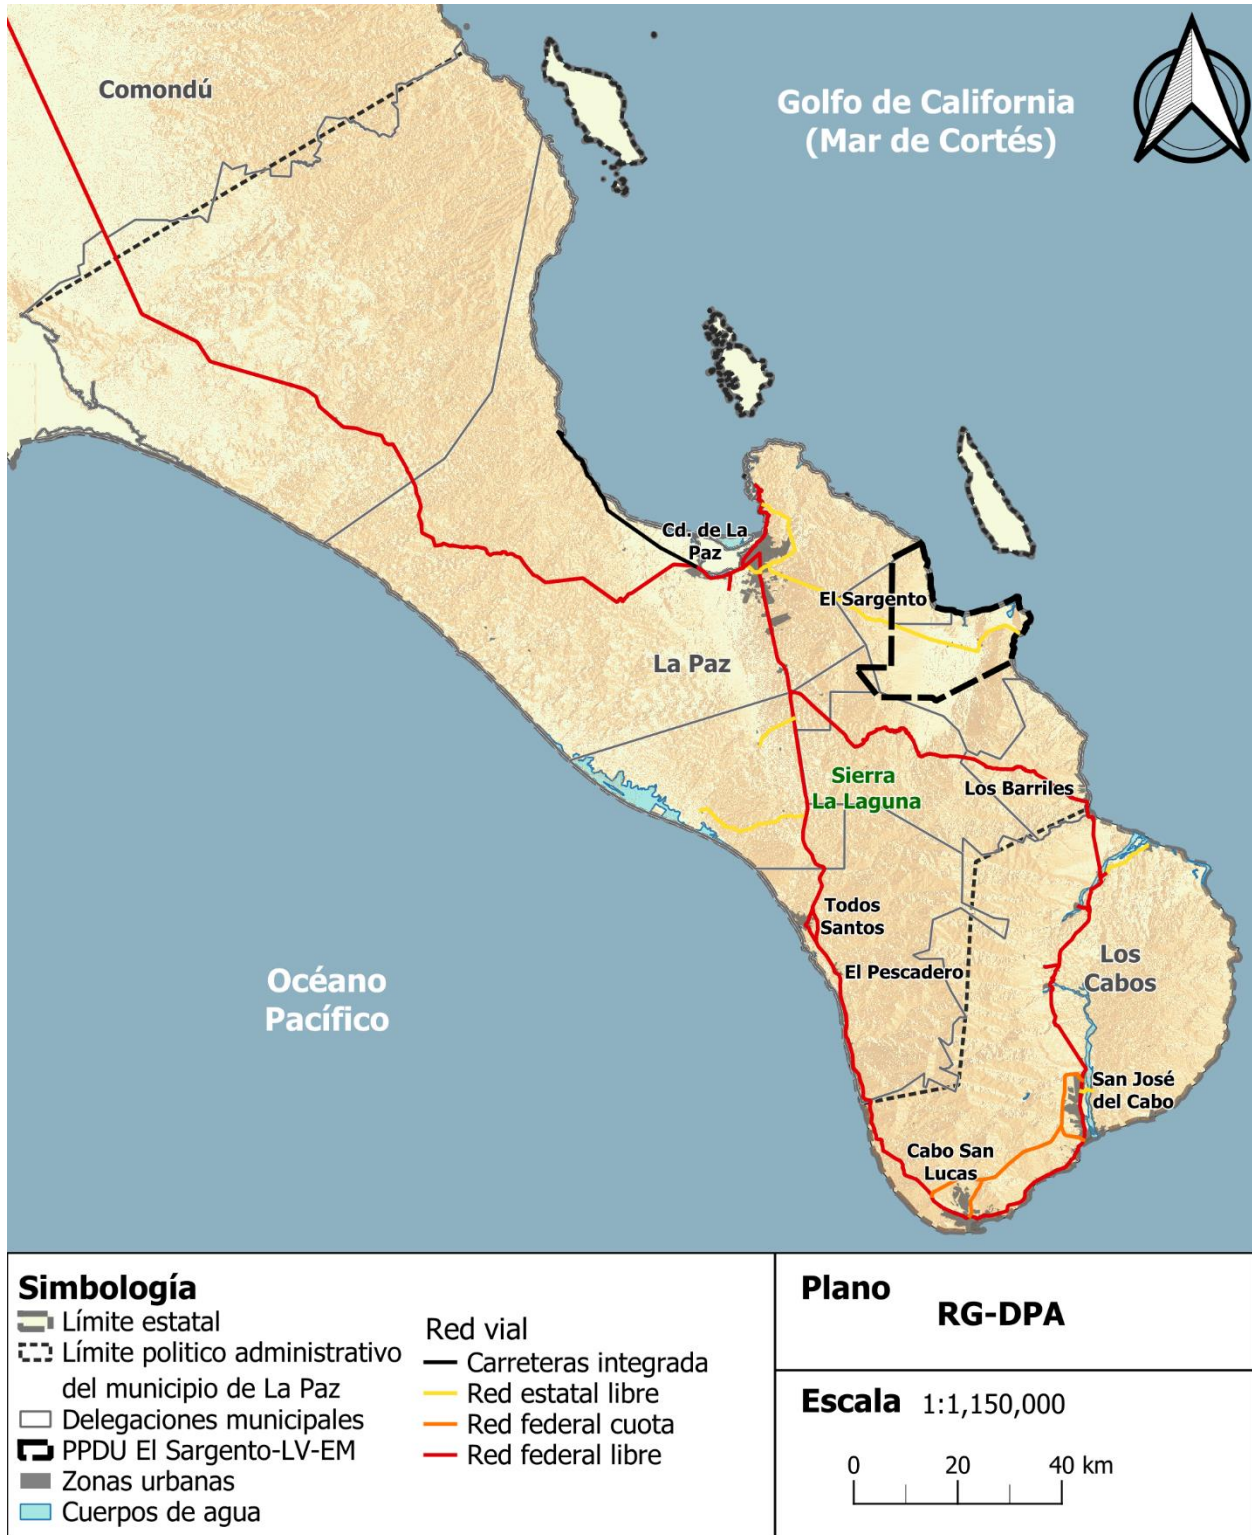 Comondú
Golfo de California
(Mar de Cortés)
Cd. de La
Paz
El Sargento
La Paz
Sierra
La Laguna
Los Barriles
Todos
Santos
El Pescadero
Los
Cabos
Océano
Pacífico
San José
del Cabo
Cabo San
Lucas
Simbología
Límite estatal
Límite politico administrativo
del municipio de La Paz
Delegaciones municipales
PPDU El Sargento-LV-EM
Zonas urbanas
Cuerpos de agua
Red vial
Carreteras integrada
Red estatal libre
Red federal cuota
Red federal libre
Plano
RG-DPA
Escala 1:1,150,000
0 20 40 km